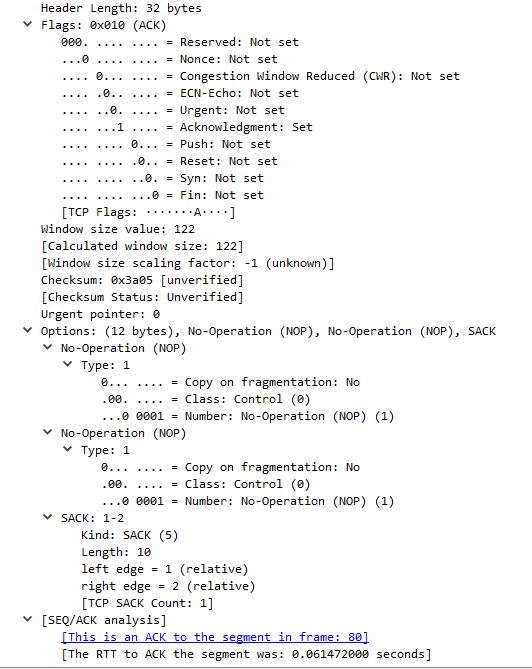 Header Length: 32 bytes
Flags: 0x010 (ACK)
000. .... .... = Reserved: Not set
...0 .... .... = Nonce: Not set
.... 0... .... = Congestion Window Reduced (CWR): Not set
.... .0.. .... = ECN-Echo: Not set
.... ..0. .... = Urgent: Not set
.... ...1 .... = Acknowledgment: Set
.... .... 0... = Push: Not set
.... .... .0.. = Reset: Not set
.... .... ..0. = Syn: Not set
.... .... ...0 = Fin: Not set
[TCP Flags: ·······A····]
Window size value: 122
[Calculated window size: 122]
[Window size scaling factor: -1 (unknown)]
Checksum: 0x3a05 [unverified]
[Checksum Status: Unverified]
Urgent pointer: 0
Options: (12 bytes), No-Operation (NOP), No-Operation (NOP), SACK
No-Operation (NOP)
Type: 1
0... .... = Copy on fragmentation: No
.00. .... = Class: Control (0)
...0 0001 = Number: No-Operation (NOP) (1)
No-Operation (NOP)
Type: 1
0... .... = Copy on fragmentation: No
.00. .... = Class: Control (0)
...0 0001 = Number: No-Operation (NOP) (1)
SACK: 1-2
Kind: SACK (5)
Length: 10
left edge = 1 (relative)
right edge = 2 (relative)
[TCP SACK Count: 1]
[SEQ/ACK analysis]
[This is an ACK to the segment in frame: 80]
[The RTT to ACK the segment was: 0.061472000 seconds]